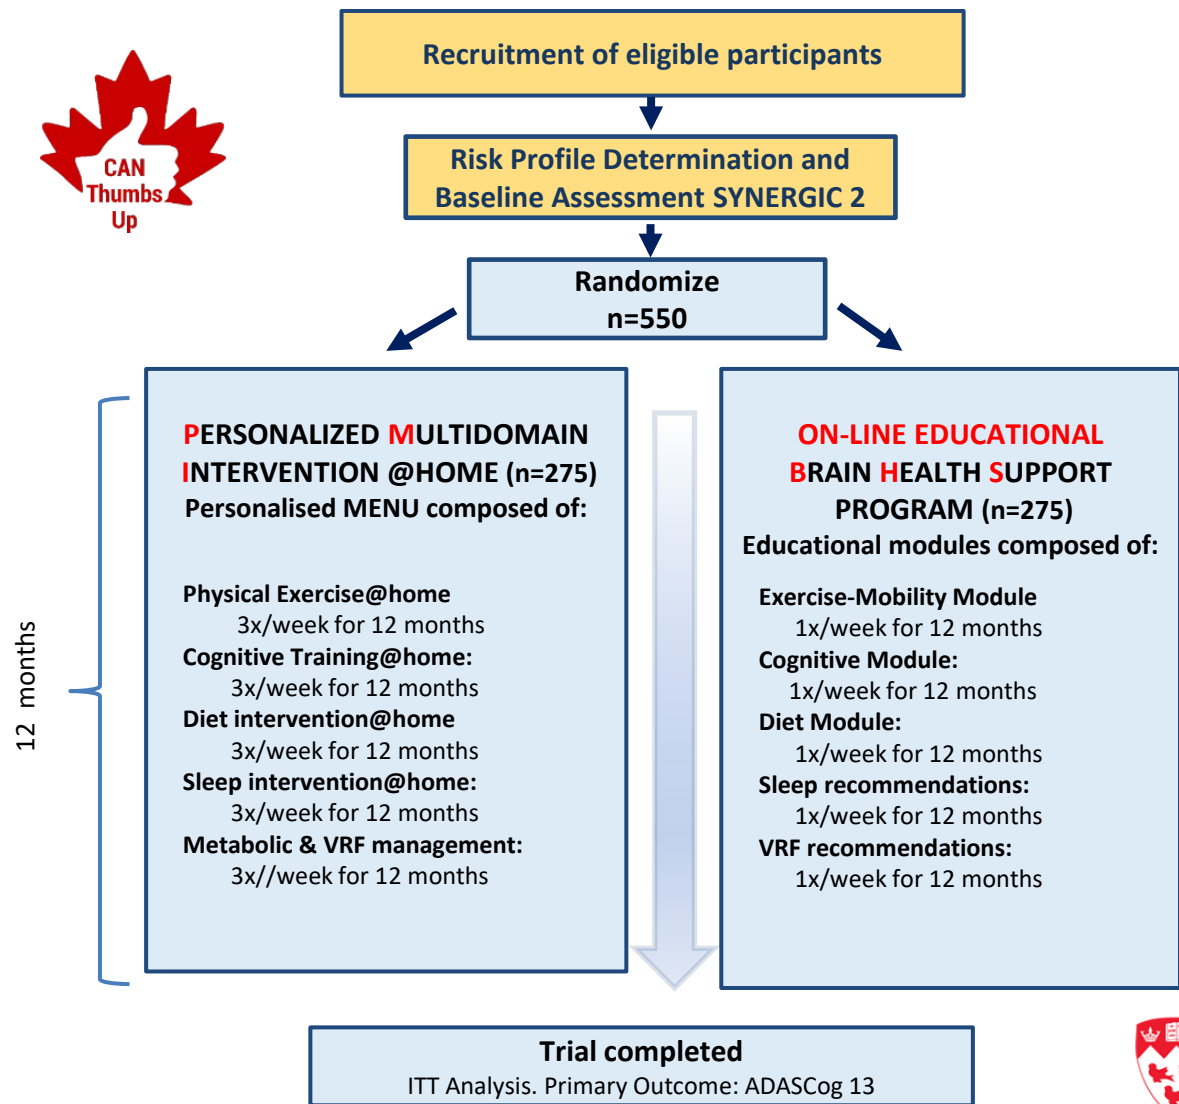 Recruitment of eligible participants
CAN
Thumbs
Up
Risk Profile Determination and
Baseline Assessment SYNERGIC 2
Randomize
n=550
12 months
PERSONALIZED MULTIDOMAIN
INTERVENTION @HOME (n=275)
Personalised MENU composed of:
Physical Exercise@home
3x/week for 12 months
Cognitive Training@home:
3x/week for 12 months
Diet intervention@home
3x/week for 12 months
Sleep intervention@home:
3x/week for 12 months
Metabolic & VRF management:
3x//week for 12 months
ON-LINE EDUCATIONAL
BRAIN HEALTH SUPPORT
PROGRAM (n=275)
Educational modules composed of:
Exercise-Mobility Module
1x/week for 12 months
Cognitive Module:
1x/week for 12 months
Diet Module:
1x/week for 12 months
Sleep recommendations:
1x/week for 12 months
VRF recommendations:
1x/week for 12 months
Trial completed
ITT Analysis. Primary Outcome: ADASCog 13